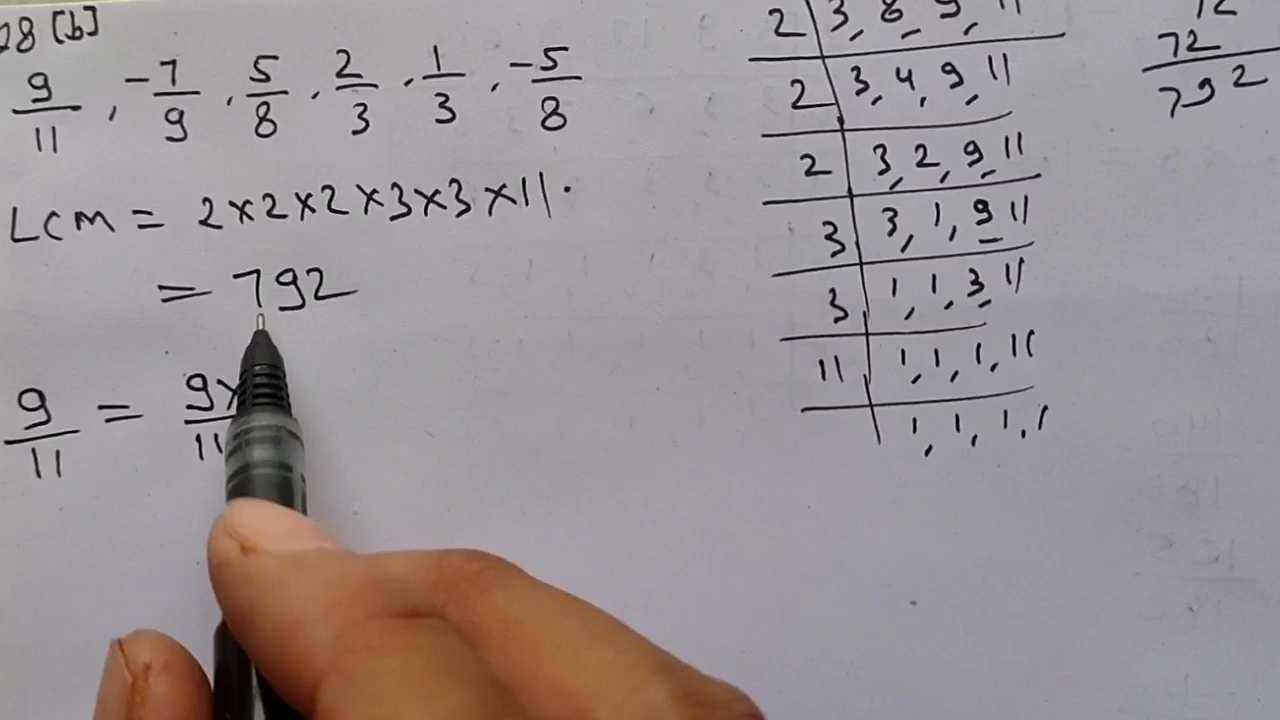 28 [b]
9/11, -7/9, 5/8, 2/3, 1/3, -5/8
LCM = 2×2×2×3×3×11.
= 792
9/11 = 9×
11
2 | 3, 8, 9, 11
2 | 3, 4, 9, 11
2 | 3, 2, 9, 11
3 | 3, 1, 9 11
3 | 1, 1, 3, 11
11 | 1, 1, 1, 11
1, 1, 1, 1
72
792